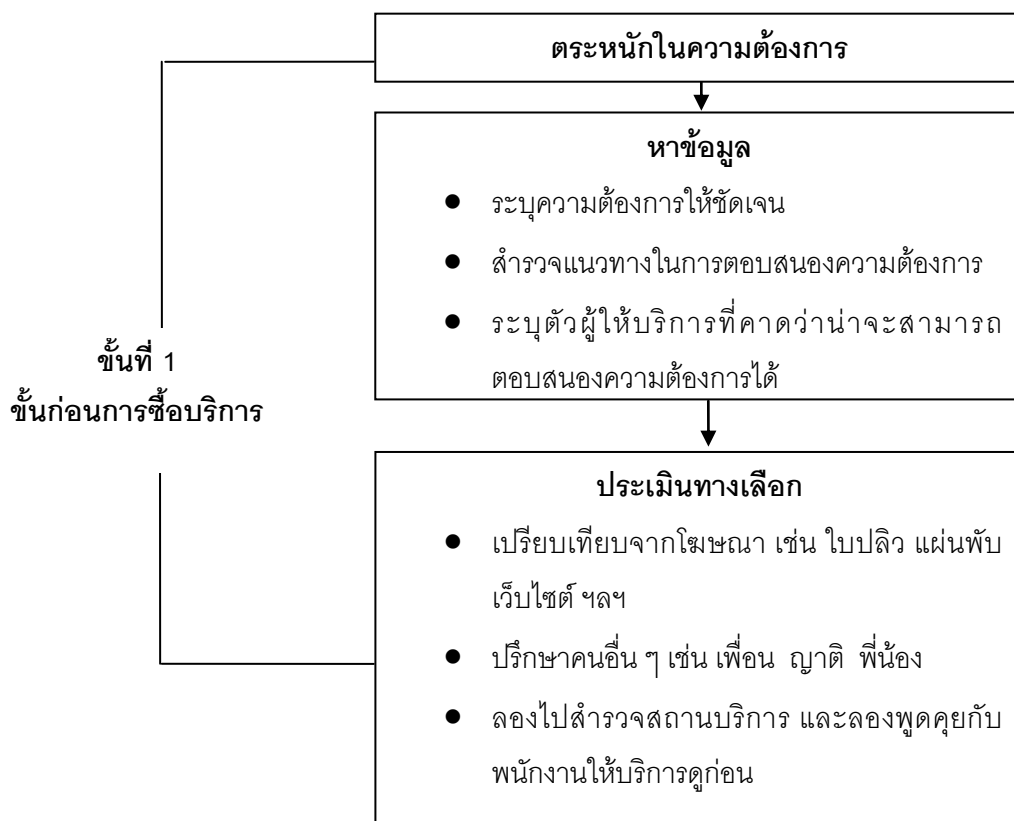 ตระหนักในความต้องการ
หาข้อมูล
● ระบุความต้องการให้ชัดเจน
● สำรวจแนวทางในการตอบสนองความต้องการ
● ระบุตัวผู้ให้บริการที่คาดว่าน่าจะสามารถ
ตอบสนองความต้องการได้
ขั้นที่ 1
ขั้นก่อนการซื้อบริการ
ประเมินทางเลือก
● เปรียบเทียบจากโฆษณา เช่น ใบปลิว แผ่นพับ
เว็บไซต์ ฯลฯ
● ปรึกษาคนอื่น ๆ เช่น เพื่อน ญาติ พี่น้อง
● ลองไปสำรวจสถานบริการ และลองพูดคุยกับ
พนักงานให้บริการดูก่อน